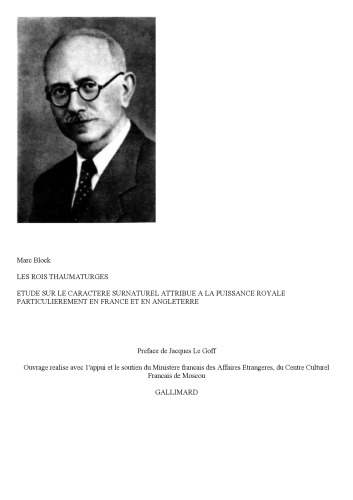 Marc Block
LES ROIS THAUMATURGES
ETUDE SUR LE CARACTERE SURNATUREL ATTRIBUE A LA PUISSANCE ROYALE
PARTICULIEREMENT EN FRANCE ET EN ANGLETERRE
Preface de Jacques Le Goff
Ouvrage realise avec 1'appui et le soutien du Ministere francais des Affaires Etrangeres, du Centre Culturel
Francais de Moscou
GALLIMARD